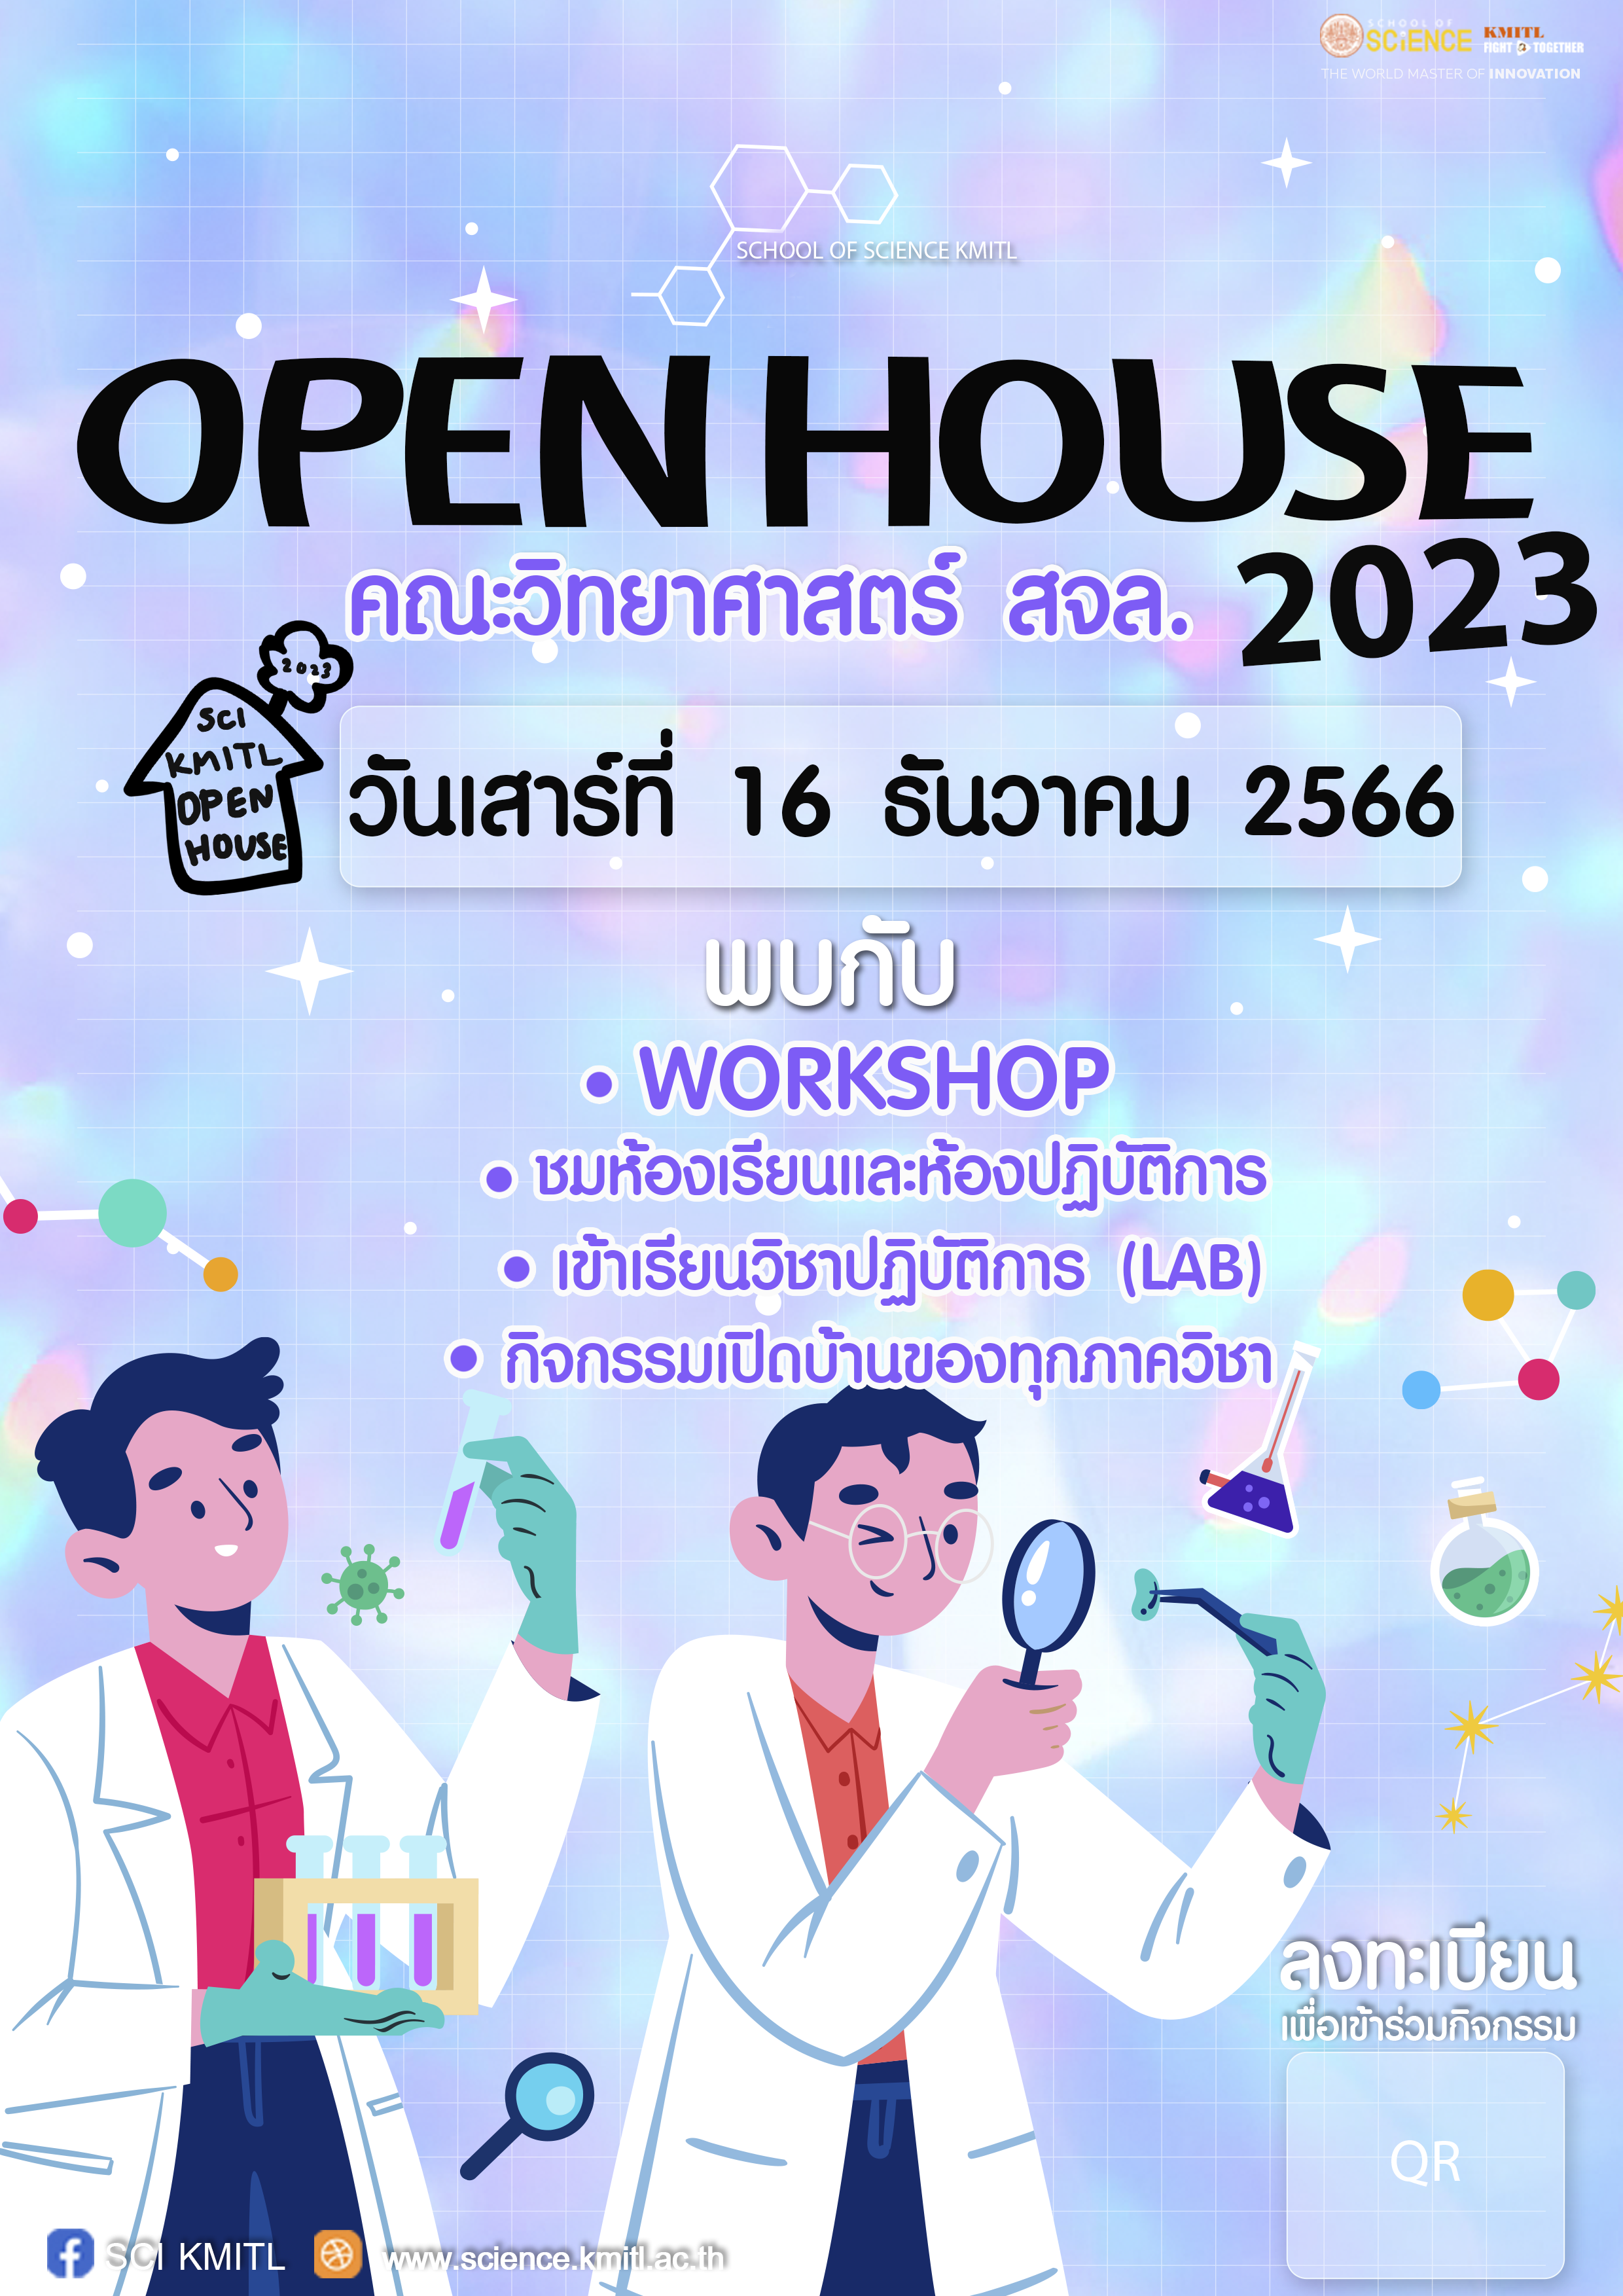 SCHOOL OF
SCiENCE
KMITL
FIGHT TOGETHER
THE WORLD MASTER OF INNOVATION
SCHOOL OF SCIENCE KMITL
OPEN HOUSE
คณะวิทยาศาสตร์ สจล. 2023
2023
SCI
KMITL
OPEN
HOUSE
วันเสาร์ที่ 16 ธันวาคม 2566
พบกับ
• WORKSHOP
• ชมห้องเรียนและห้องปฏิบัติการ
• เข้าเรียนวิชาปฏิบัติการ (LAB)
• กิจกรรมเปิดบ้านของทุกภาควิชา
ลงทะเบียน
เพื่อเข้าร่วมกิจกรรม
QR
SCI KMITL
www.science.kmitl.ac.th